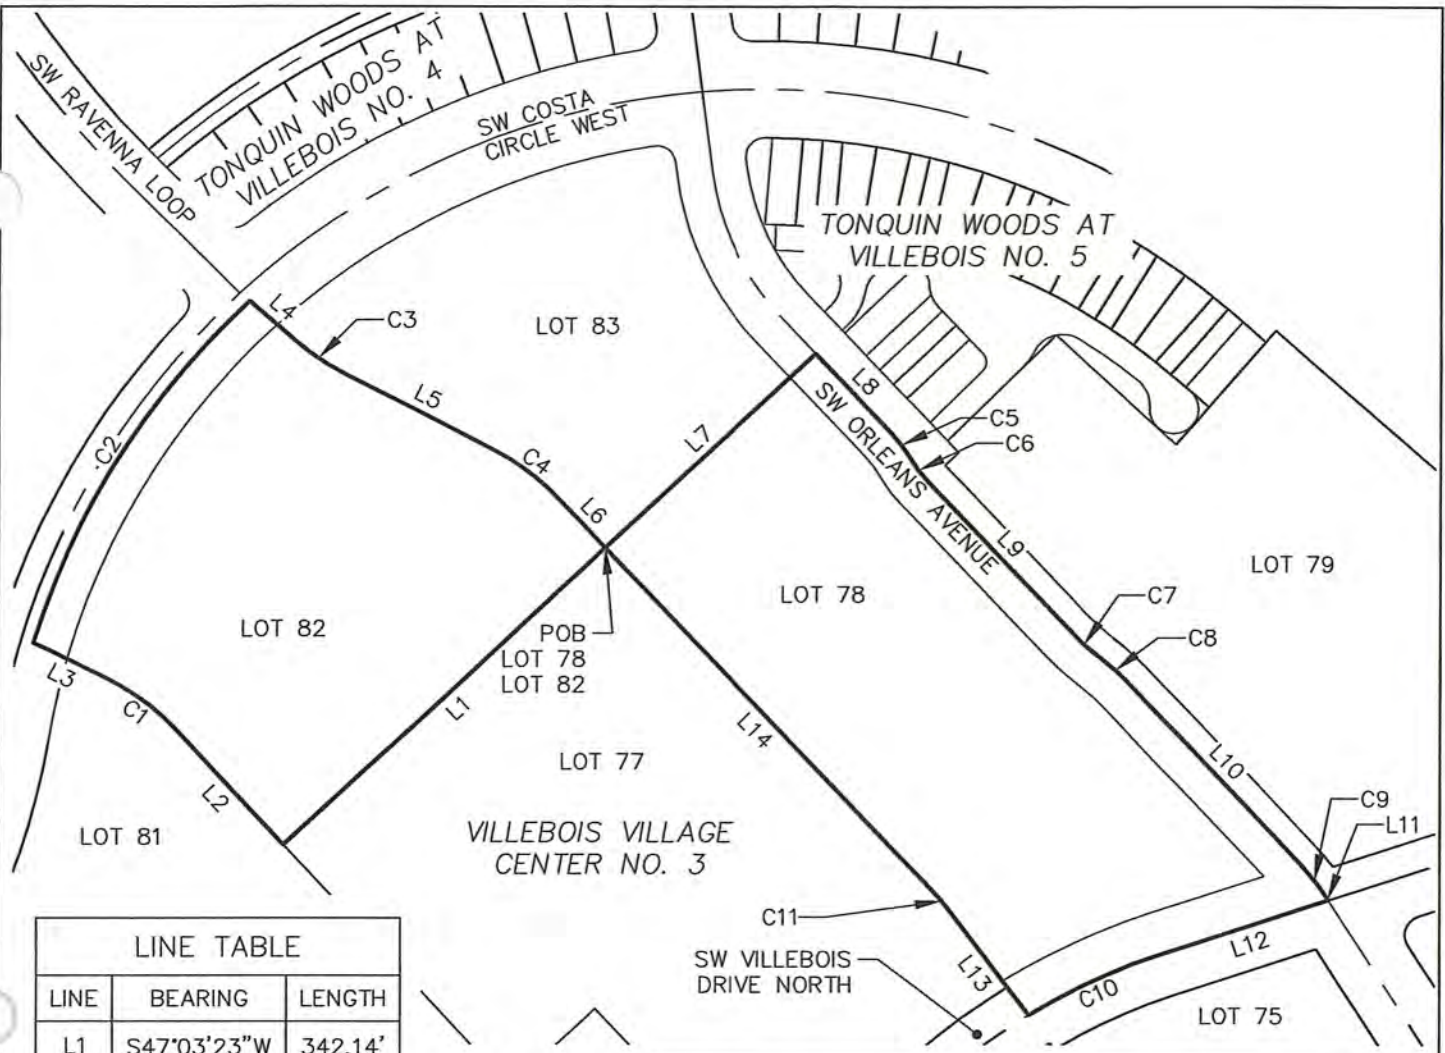 TONQUIN WOODS AT
VILLEBOIS NO. 4
SW RAVENNA LOOP
SW COSTA
CIRCLE WEST
TONQUIN WOODS AT
VILLEBOIS NO. 5
L4
C3
LOT 83
L5
L7
L8
C5
C6
SW ORLEANS AVENUE
C2
C4
L6
L9
LOT 79
LOT 78
C7
C8
LOT 82
POB
LOT 78
LOT 82
L3
C1
L1
L14
L10
LOT 77
L2
C9
L11
LOT 81
VILLEBOIS VILLAGE
CENTER NO. 3
C11
L12
SW VILLEBOIS
DRIVE NORTH
L13
C10
LOT 75
LINE TABLE
LINE BEARING LENGTH
L1 S47°03'23"W 342.14'